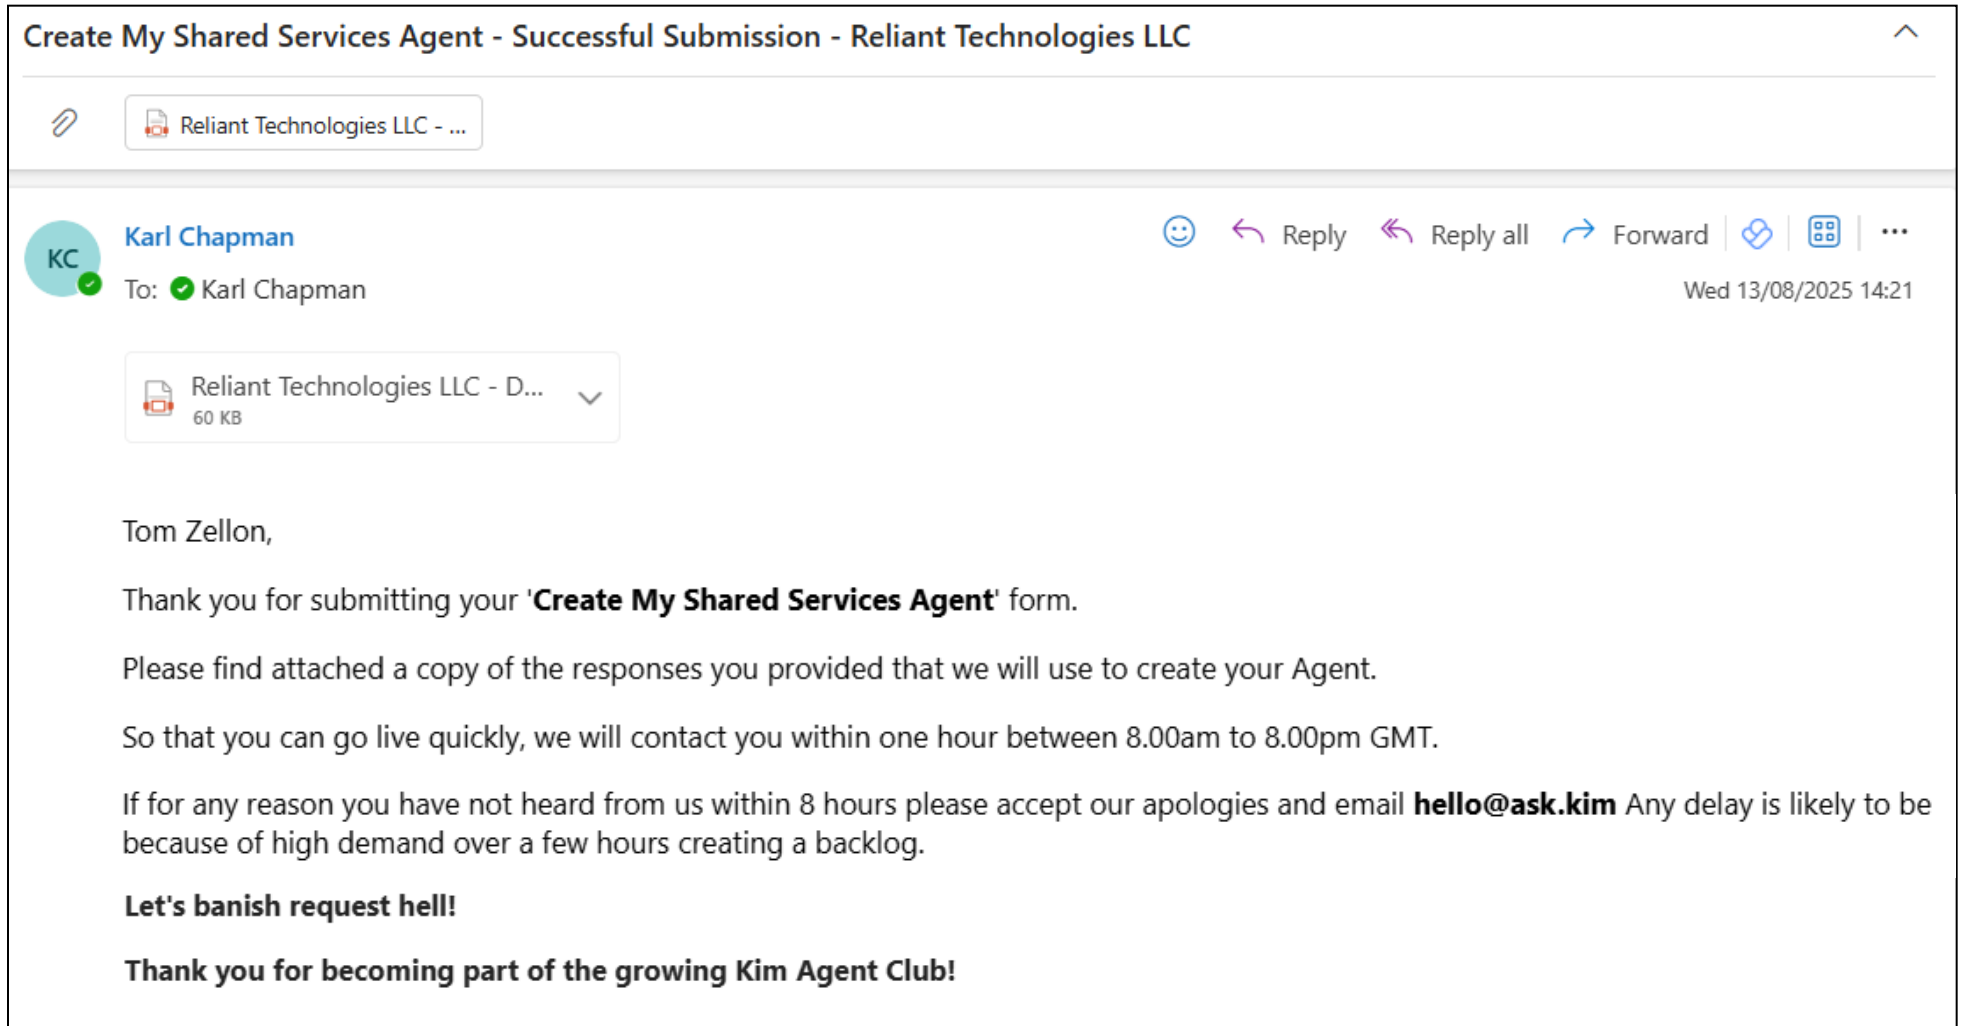 Create My Shared Services Agent - Successful Submission - Reliant Technologies LLC
Reliant Technologies LLC - ...
KC
Karl Chapman
Reply
Reply all
Forward
To: Karl Chapman
Wed 13/08/2025 14:21
Reliant Technologies LLC - D...
60 KB
Tom Zellon,
Thank you for submitting your 'Create My Shared Services Agent' form.
Please find attached a copy of the responses you provided that we will use to create your Agent.
So that you can go live quickly, we will contact you within one hour between 8.00am to 8.00pm GMT.
If for any reason you have not heard from us within 8 hours please accept our apologies and email hello@ask.kim Any delay is likely to be
because of high demand over a few hours creating a backlog.
Let's banish request hell!
Thank you for becoming part of the growing Kim Agent Club!